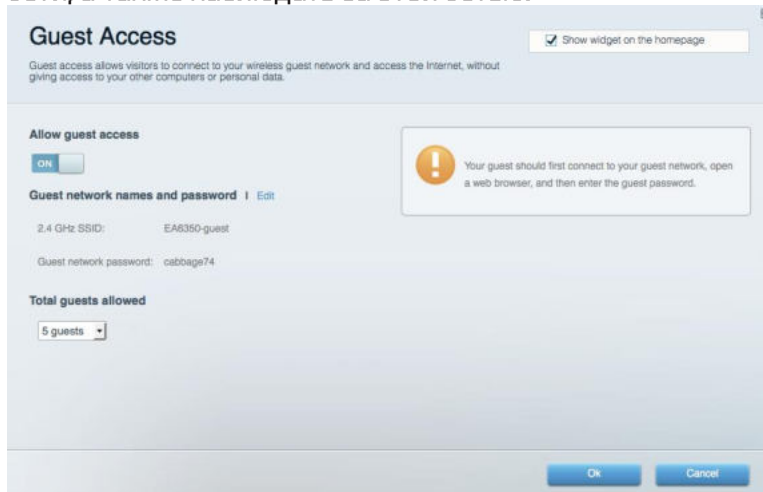 Guest Access
Show widget on the homepage
Guest access allows visitors to connect to your wireless guest network and access the Internet, without
giving access to your other computers or personal data.
Allow guest access
ON
Your guest should first connect to your guest network, open
a web browser, and then enter the guest password.
Guest network names and password | Edit
2.4 GHz SSID: EA6350-guest
Guest network password: cabbage74
Total guests allowed
5 guests
Ok Cancel